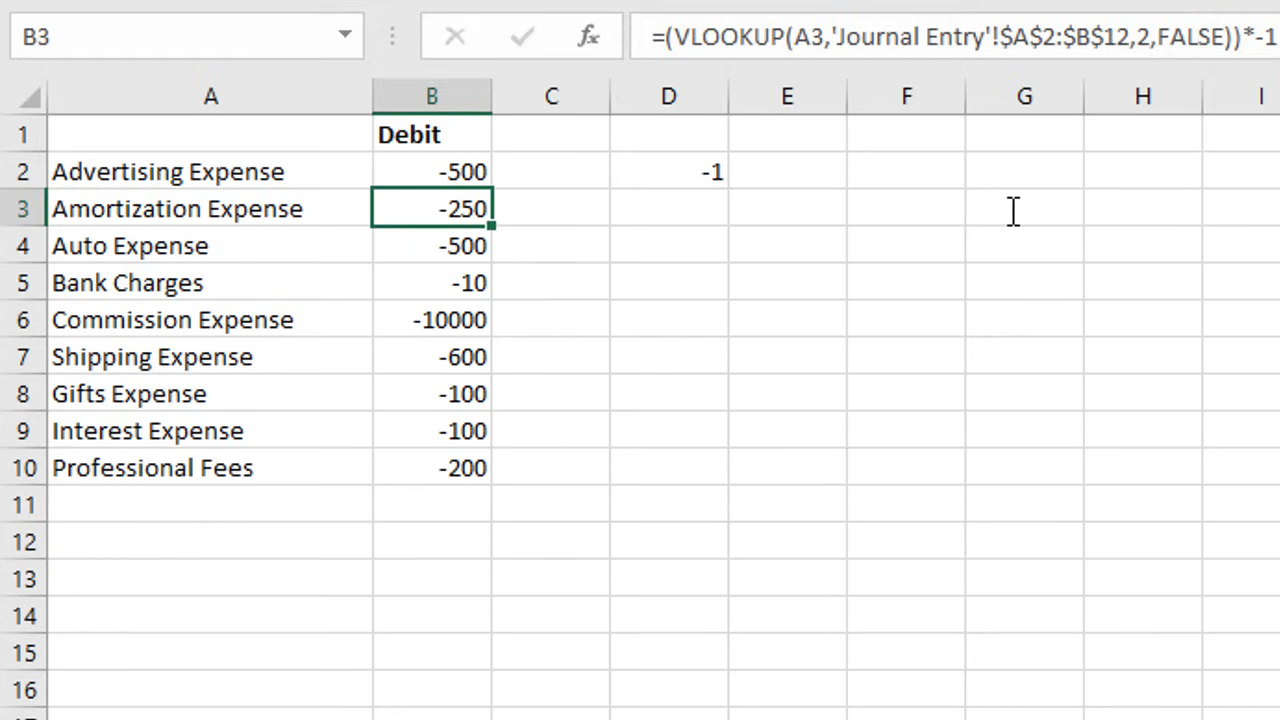 B3 fx =(VLOOKUP(A3,'Journal Entry'!$A$2:$B$12,2,FALSE))*-1
A B C D E F G H I
1 Debit
2 Advertising Expense -500 -1
3 Amortization Expense -250
4 Auto Expense -500
5 Bank Charges -10
6 Commission Expense -10000
7 Shipping Expense -600
8 Gifts Expense -100
9 Interest Expense -100
10 Professional Fees -200
11
12
13
14
15
16